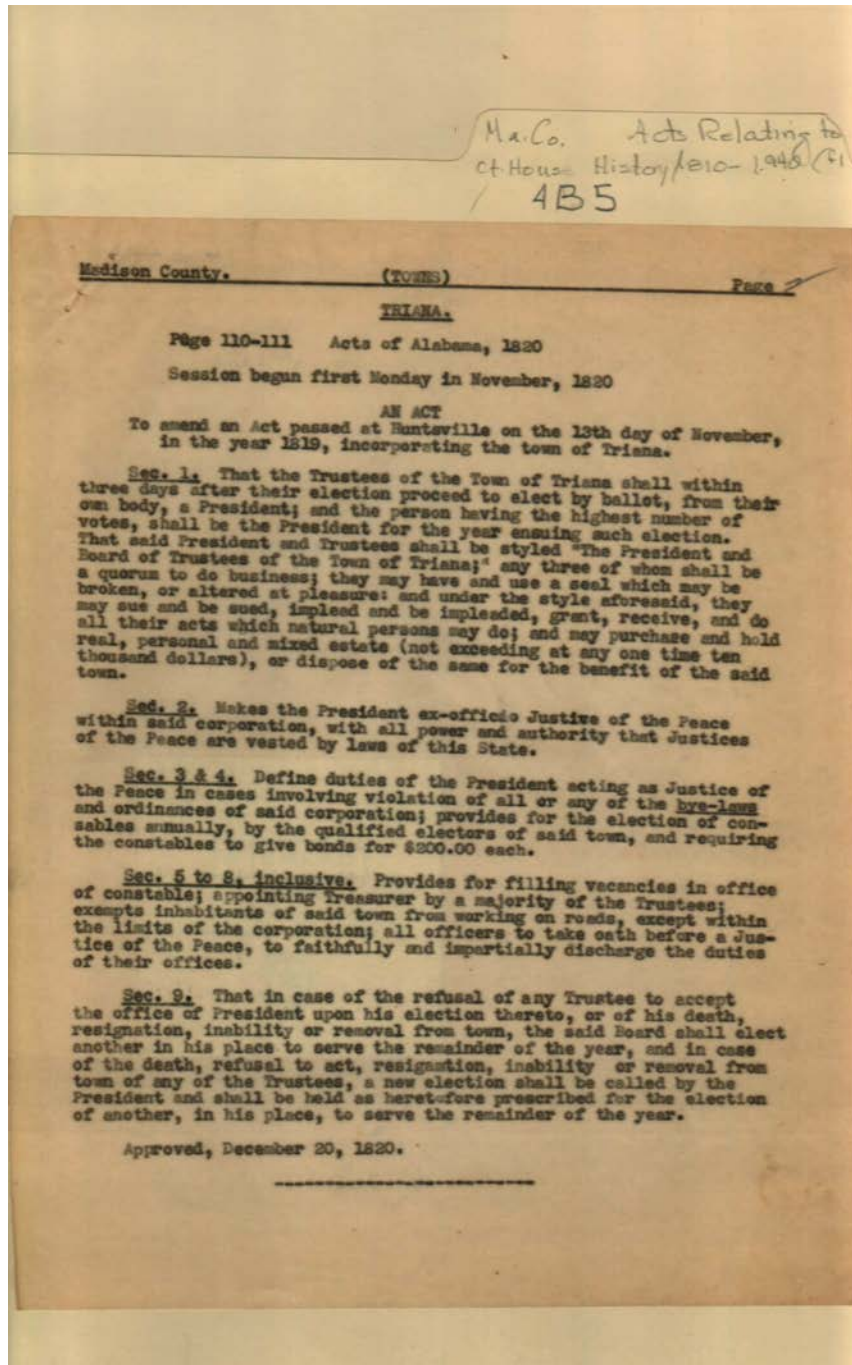 Ma.Co. Acts Relating to
Ct. House History 1810-1948 (61
4B5
Madison County. (TOWNS) Page 2
TRIANA.
Page 110-111 Acts of Alabama, 1820
Session begun first Monday in November, 1820
AN ACT
To amend an Act passed at Huntsville on the 13th day of November,
in the year 1819, incorporating the town of Triana.
Sec. 1. That the Trustees of the Town of Triana shall within
three days after their election proceed to elect by ballot, from their
own body, a President; and the person having the highest number of
votes, shall be the President for the year ensuing such election.
That said President and Trustees shall be styled "The President and
Board of Trustees of the Town of Triana;" any three of whom shall be
a quorum to do business; they may have and use a seal which may be
broken, or altered at pleasure: and under the style aforesaid, they
may sue and be sued, implead and be impleaded, grant, receive, and do
all their acts which natural persons may do; and may purchase and hold
real, personal and mixed estate (not exceeding at any one time ten
thousand dollars), or dispose of the same for the benefit of the said
town.
Sed. 2. Makes the President ex-officio Justive of the Peace
within said corporation, with all power and authority that Justices
of the Peace are vested by laws of this State.
Sec. 3 & 4. Define duties of the President acting as Justice of
the Peace in cases involving violation of all or any of the bye-laws
and ordinances of said corporation; provides for the election of con-
sables annually, by the qualified electors of said town, and requiring
the constables to give bonds for $200.00 each.
Sec. 5 to 8, inclusive. Provides for filling vacancies in office
of constable; appointing Treasurer by a majority of the Trustees;
exempts inhabitants of said town from working on roads, except within
the limits of the corporation; all officers to take oath before a Jus-
tice of the Peace, to faithfully and impartially discharge the duties
of their offices.
Sec. 9. That in case of the refusal of any Trustee to accept
the office of President upon his election thereto, or of his death,
resignation, inability or removal from town, the said Board shall elect
another in his place to serve the remainder of the year, and in case
of the death, refusal to act, resigamtion, inability or removal from
town of any of the Trustees, a new election shall be called by the
President and shall be held as heretofore prescribed for the election
of another, in his place, to serve the remainder of the year.
Approved, December 20, 1820.